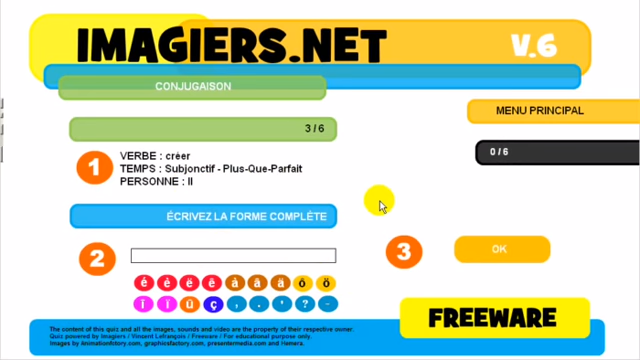 IMAGIERS.NET
V.6
CONJUGAISON
MENU PRINCIPAL
3 / 6
0 / 6
1
VERBE : créer
TEMPS : Subjonctif - Plus-Que-Parfait
PERSONNE : Il
ÉCRIVEZ LA FORME COMPLÈTE
2
3
OK
é è ê ë à â ä ô ö
î ï û ç , . ' ? -
FREEWARE
The content of this quiz and all the images, sounds and video are the property of their respective owner.
Quiz powered by Imagiers / Vincent Lefrançois / Freeware / For educational purpose only.
Images by Animationfctory.com, graphicsfactory.com, presentermedia.com and Hemera.